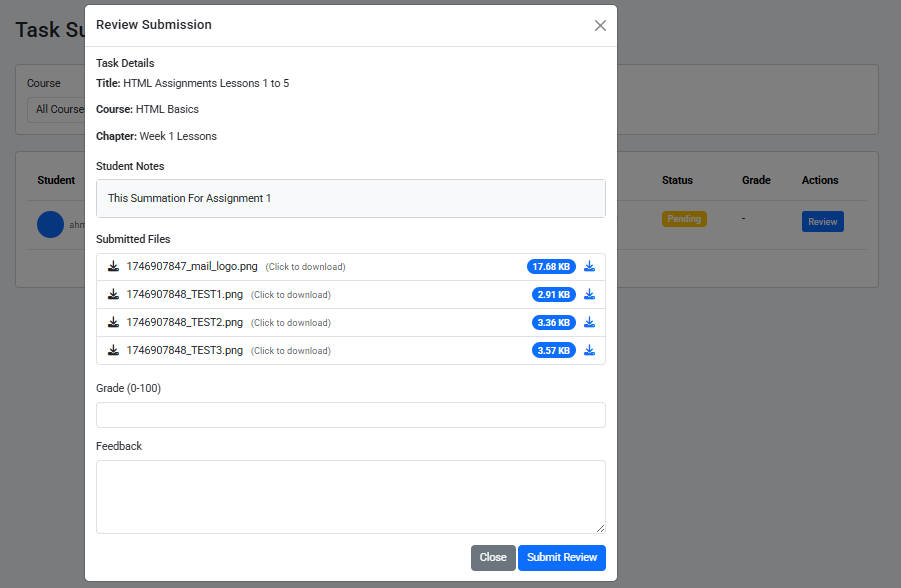 Task Su
Review Submission
Task Details
Title: HTML Assignments Lessons 1 to 5
Course
Course: HTML Basics
All Course
Chapter: Week 1 Lessons
Student Notes
Student
Status
Grade
Actions
This Summation For Assignment 1
ahm
Pending
-
Review
Submitted Files
1746907847_mail_logo.png (Click to download) 17.68 KB
1746907848_TEST1.png (Click to download) 2.91 KB
1746907848_TEST2.png (Click to download) 3.36 KB
1746907848_TEST3.png (Click to download) 3.57 KB
Grade (0-100)
Feedback
Close
Submit Review